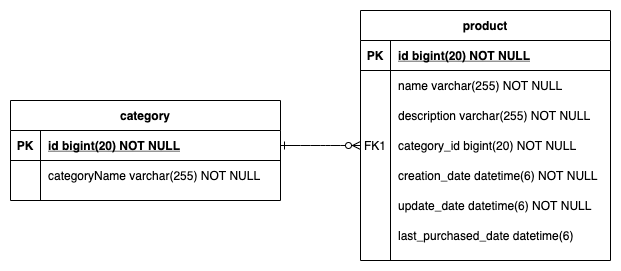 category
PK id bigint(20) NOT NULL
categoryName varchar(255) NOT NULL
product
PK id bigint(20) NOT NULL
name varchar(255) NOT NULL
description varchar(255) NOT NULL
FK1 category_id bigint(20) NOT NULL
creation_date datetime(6) NOT NULL
update_date datetime(6) NOT NULL
last_purchased_date datetime(6)